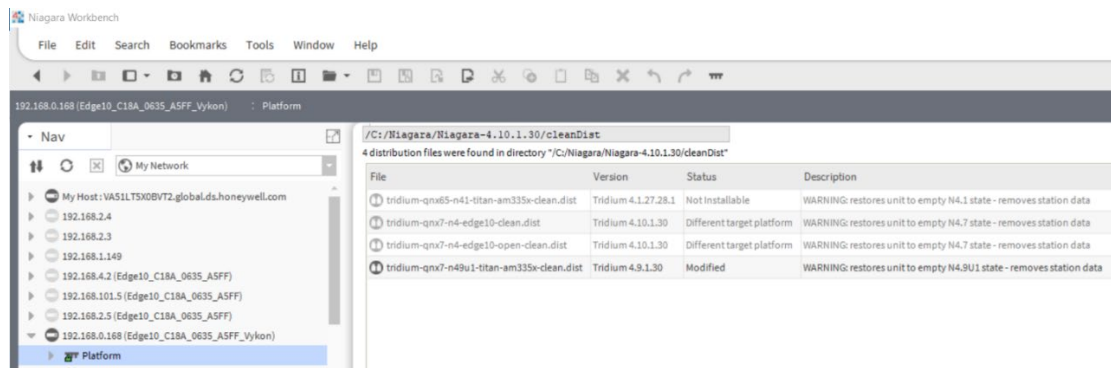 Niagara Workbench
File Edit Search Bookmarks Tools Window Help
192.168.0.168 (Edge10_C18A_0635_A5FF_Vykon) : Platform
Nav
My Network
My Host : VA51LT5X0BVT2.global.ds.honeywell.com
192.168.2.4
192.168.2.3
192.168.1.149
192.168.4.2 (Edge10_C18A_0635_A5FF)
192.168.101.5 (Edge10_C18A_0635_A5FF)
192.168.2.5 (Edge10_C18A_0635_A5FF)
192.168.0.168 (Edge10_C18A_0635_A5FF_Vykon)
Platform
/C:/Niagara/Niagara-4.10.1.30/cleanDist
4 distribution files were found in directory "/C:/Niagara/Niagara-4.10.1.30/cleanDist"
File Version Status Description
tridium-qnx65-n41-titan-am335x-clean.dist Tridium 4.1.27.28.1 Not Installable WARNING: restores unit to empty N4.1 state - removes station data
tridium-qnx7-n4-edge10-clean.dist Tridium 4.10.1.30 Different target platform WARNING: restores unit to empty N4.7 state - removes station data
tridium-qnx7-n4-edge10-open-clean.dist Tridium 4.10.1.30 Different target platform WARNING: restores unit to empty N4.7 state - removes station data
tridium-qnx7-n49u1-titan-am335x-clean.dist Tridium 4.9.1.30 Modified WARNING: restores unit to empty N4.9U1 state - removes station data